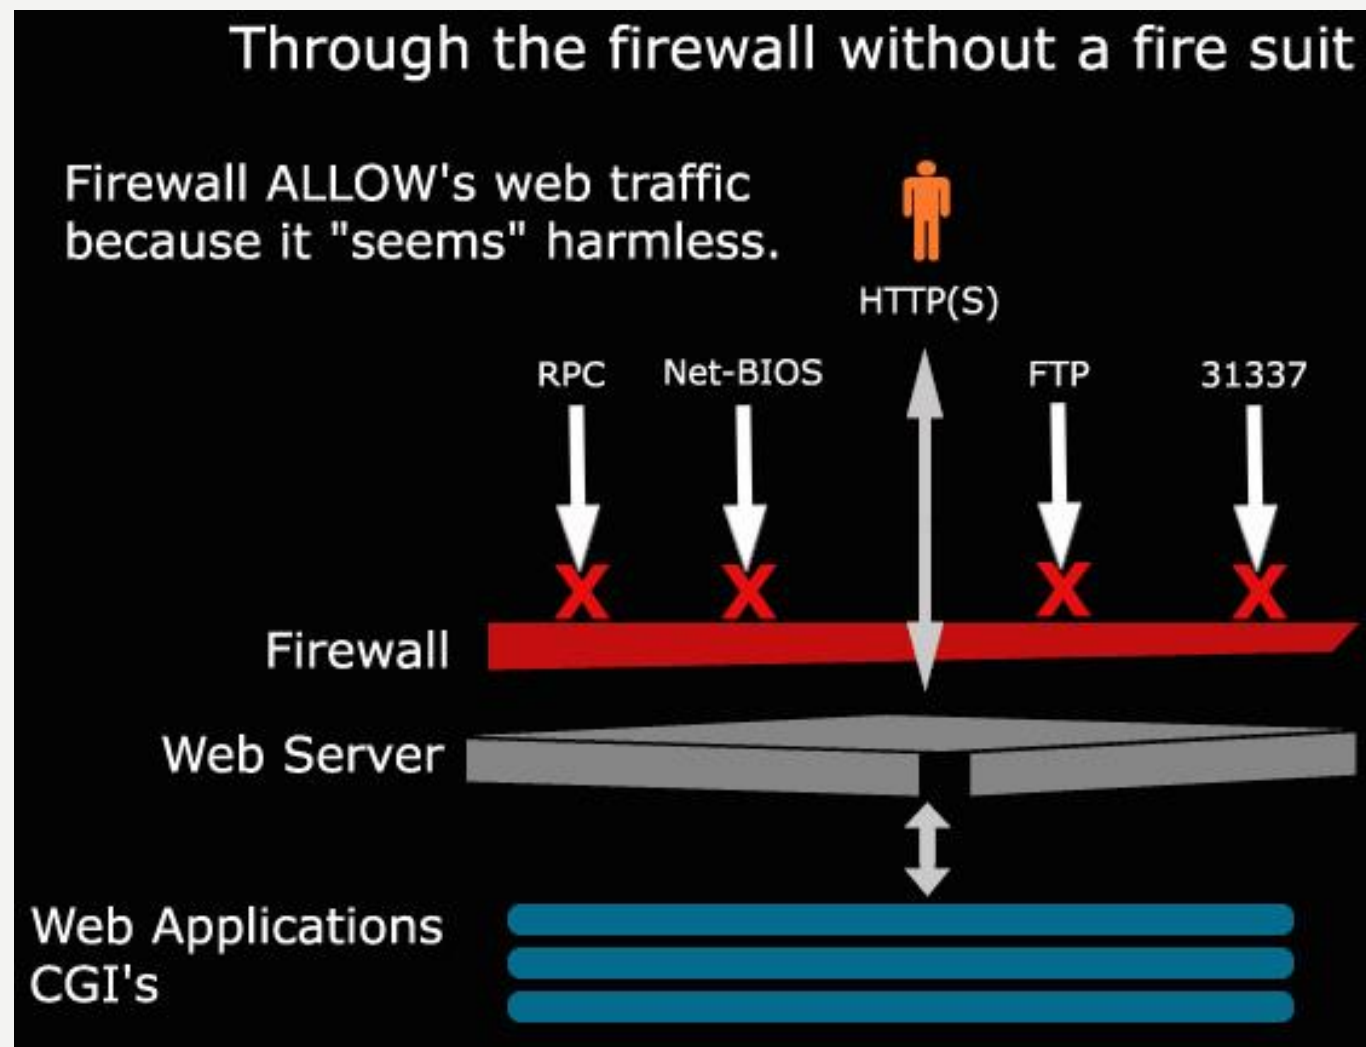 Through the firewall without a fire suit
Firewall ALLOW's web traffic
because it "seems" harmless.
HTTP(S)
RPC
Net-BIOS
FTP
31337
X
X
X
X
Firewall
Web Server
Web Applications
CGI's